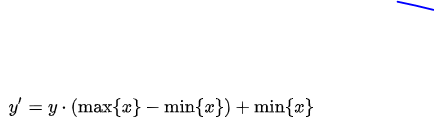 y′ = y · (max{x} − min{x}) + min{x}